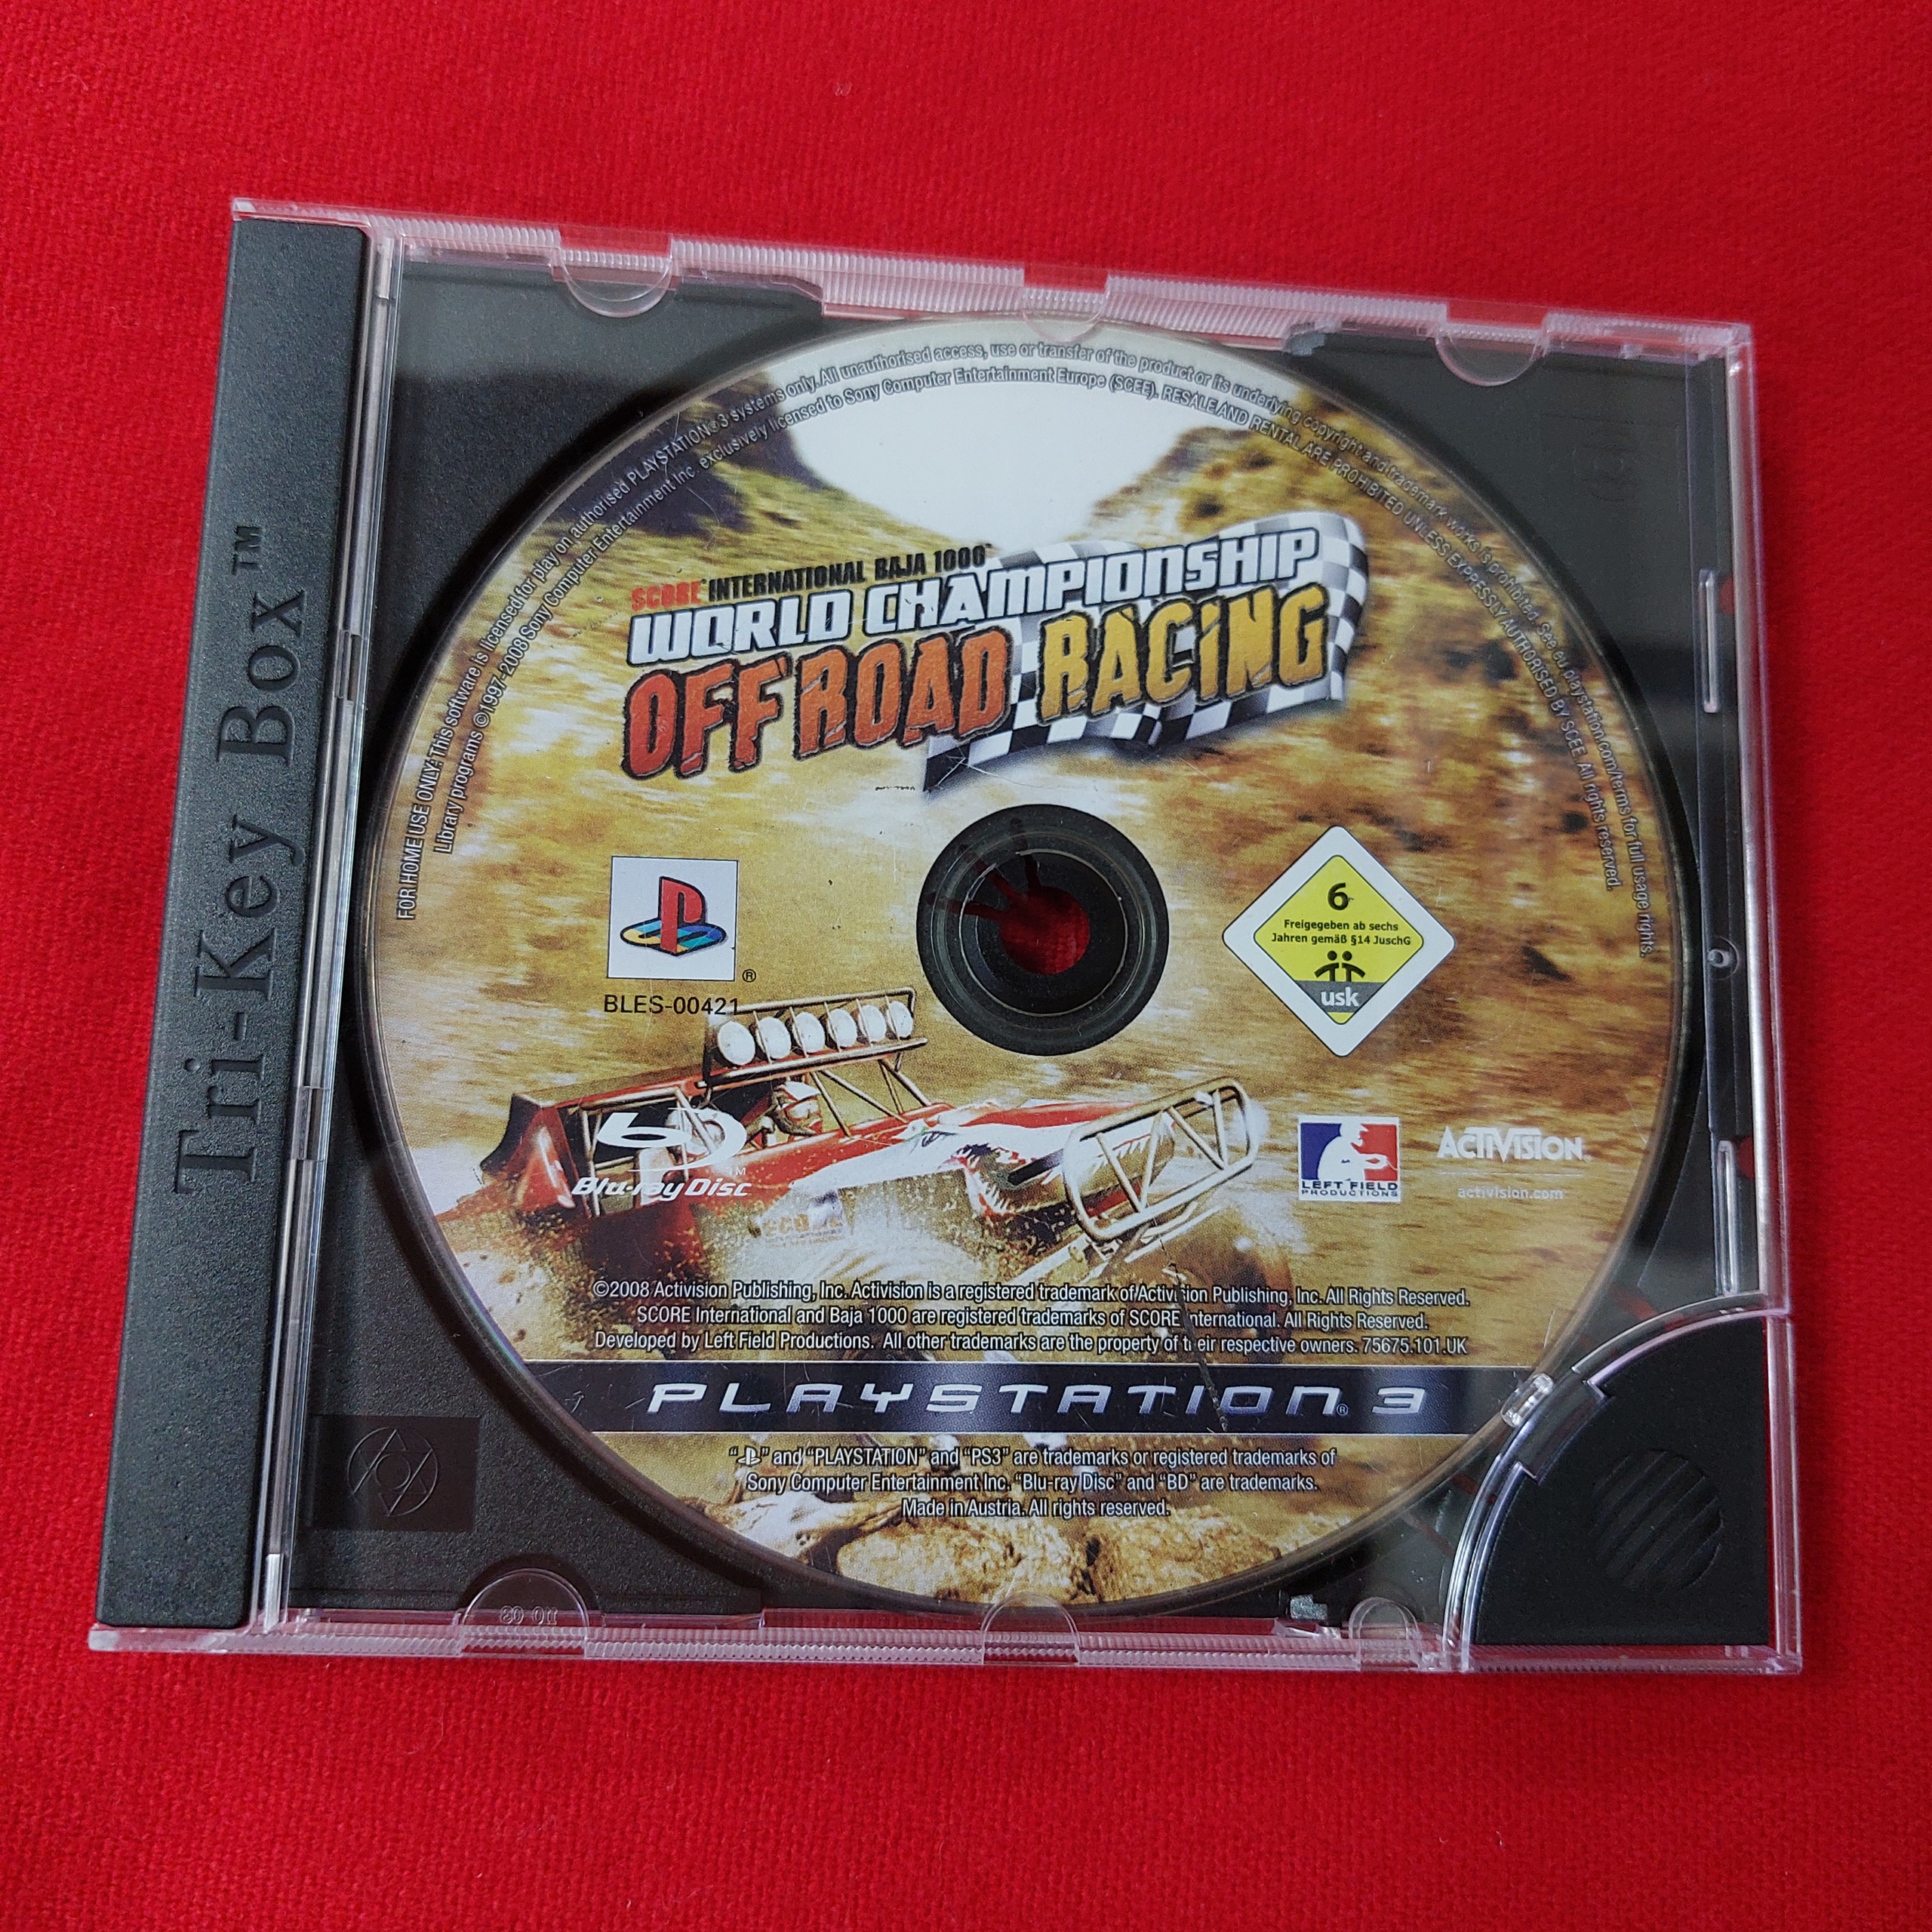 Tri-Key Box™
FOR HOME USE ONLY: This software is licensed for play on authorised PLAYSTATION®3 systems only. All unauthorised access, use or transfer of the product or its underlying copyright and trademark works is prohibited. See eu.playstation.com/terms for full usage rights.
Library programs ©1997-2008 Sony Computer Entertainment Inc. exclusively licensed to Sony Computer Entertainment Europe (SCEE). RESALE AND RENTAL ARE PROHIBITED UNLESS EXPRESSLY AUTHORISED BY SCEE. All rights reserved.
SCORE® INTERNATIONAL BAJA 1000™
WORLD CHAMPIONSHIP
OFF ROAD RACING
®
BLES-00421
6
Freigegeben ab sechs
Jahren gemäß §14 JuschG
usk
Blu-ray Disc™
SCORE
LEFT FIELD
PRODUCTIONS
ACTIVISION®
activision.com
©2008 Activision Publishing, Inc. Activision is a registered trademark of Activision Publishing, Inc. All Rights Reserved.
SCORE International and Baja 1000 are registered trademarks of SCORE International. All Rights Reserved.
Developed by Left Field Productions. All other trademarks are the property of their respective owners. 75675.101.UK
PLAYSTATION®3
" " and "PLAYSTATION" and "PS3" are trademarks or registered trademarks of
Sony Computer Entertainment Inc. "Blu-ray Disc" and "BD" are trademarks.
Made in Austria. All rights reserved.